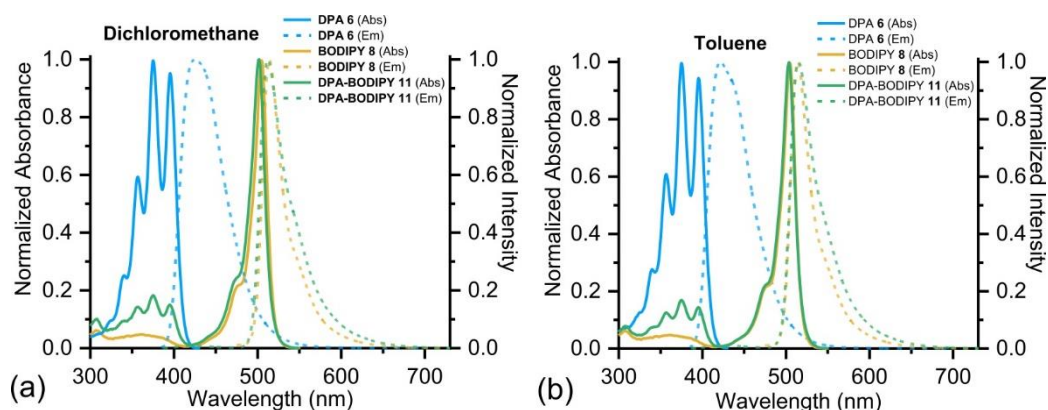 Dichloromethane
DPA 6 (Abs)
DPA 6 (Em)
BODIPY 8 (Abs)
BODIPY 8 (Em)
DPA-BODIPY 11 (Abs)
DPA-BODIPY 11 (Em)
Normalized Absorbance
1.0
0.8
0.6
0.4
0.2
0.0
Normalized Intensity
1.0
0.8
0.6
0.4
0.2
0.0
300 400 500 600 700
Wavelength (nm)
(a)
Toluene
DPA 6 (Abs)
DPA 6 (Em)
BODIPY 8 (Abs)
BODIPY 8 (Em)
DPA-BODIPY 11 (Abs)
DPA-BODIPY 11 (Em)
Normalized Absorbance
1.0
0.8
0.6
0.4
0.2
0.0
Normalized Intensity
1.0
0.8
0.6
0.4
0.2
0.0
300 400 500 600 700
Wavelength (nm)
(b)